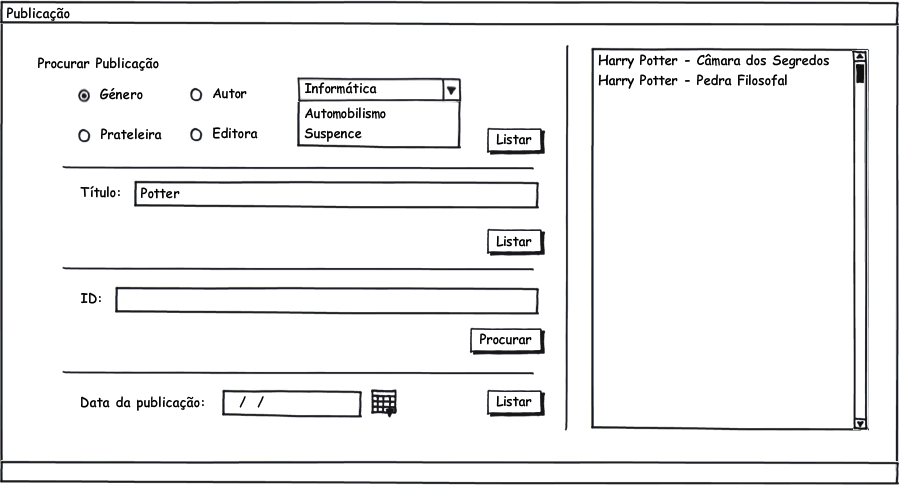 Publicação
Procurar Publicação
Género
Autor
Informática
Automobilismo
Prateleira
Editora
Suspence
Listar
Título:
Potter
Listar
ID:
Procurar
Data da publicação:
/ /
Listar
Harry Potter - Câmara dos Segredos
Harry Potter - Pedra Filosofal